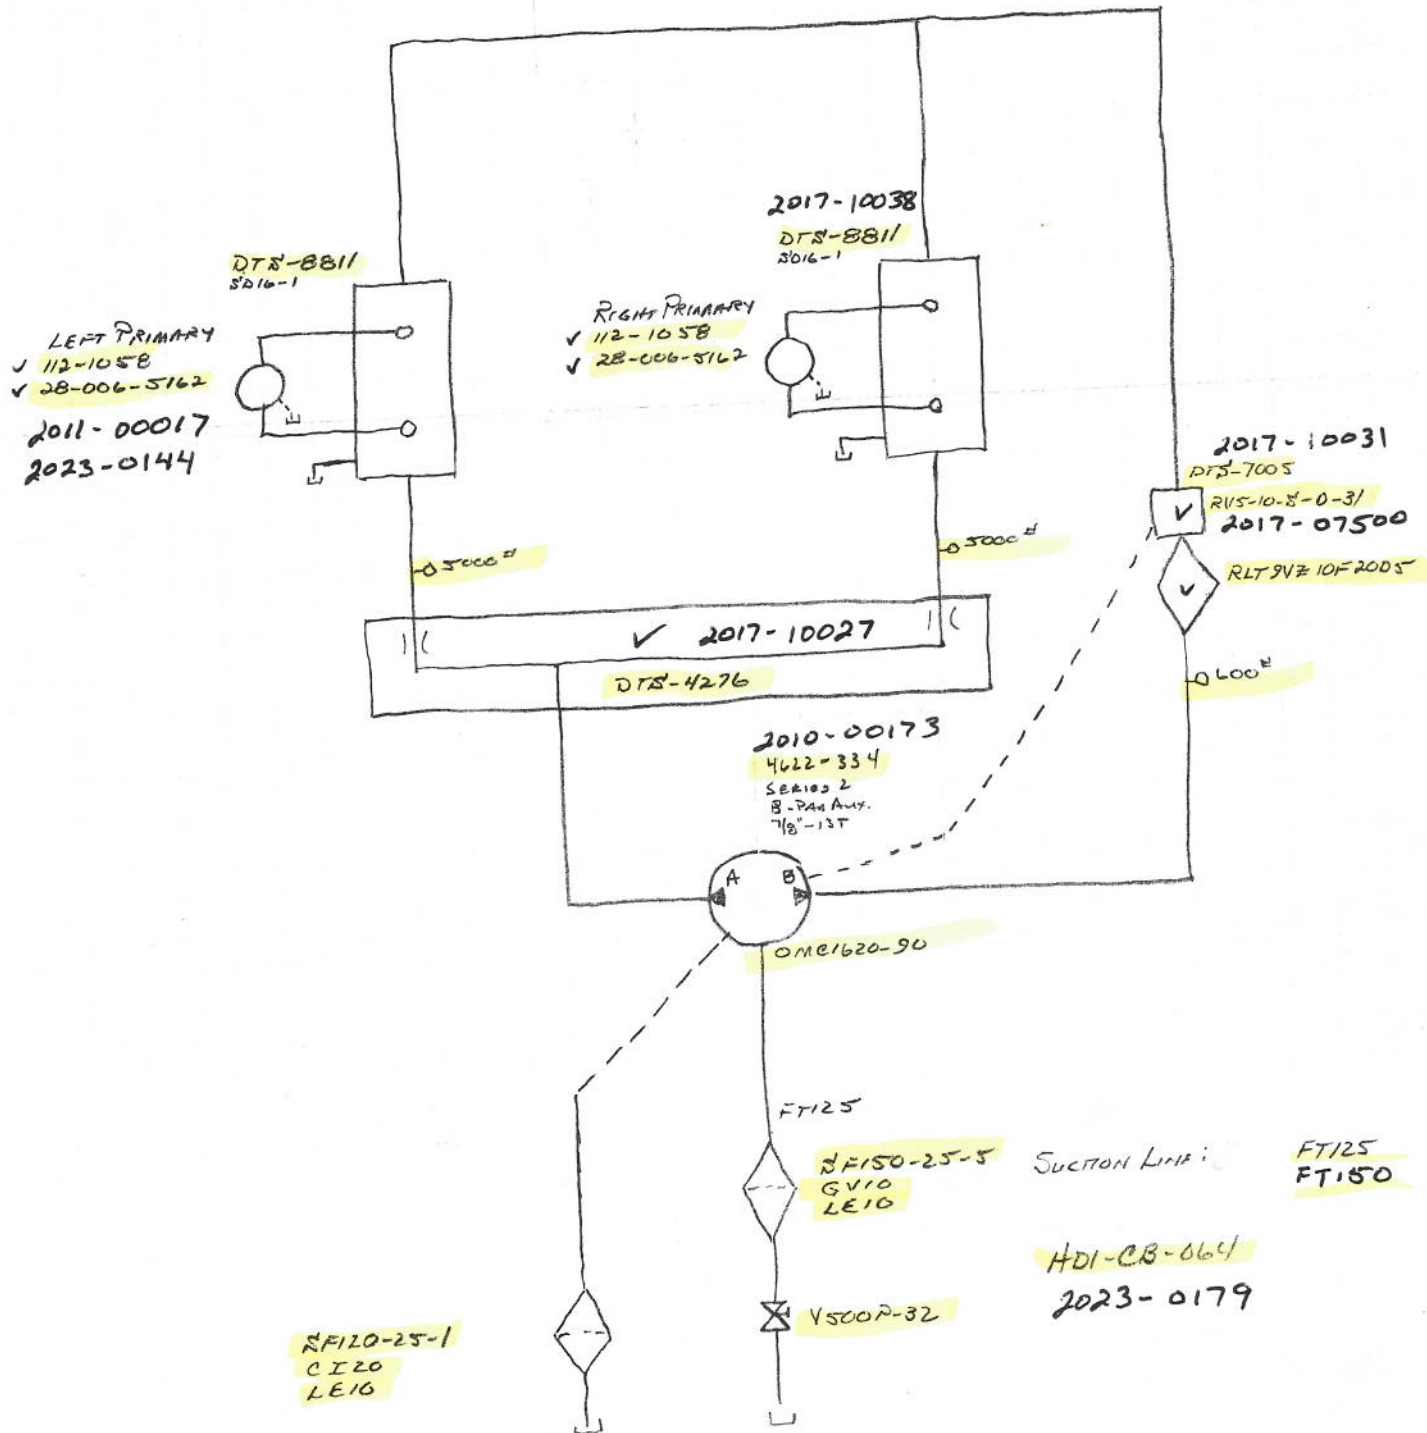 2017-10038
DTS-8811
SD16-1
DTS-8811
SD16-1
LEFT PRIMARY
✓ 112-1058
✓ 28-006-5162
2011-00017
2023-0144
RIGHT PRIMARY
✓ 112-1058
✓ 28-006-5162
2017-10031
DTS-7005
RV5-10-S-0-31
2017-07500
✓
✓
RLT9VZ10F20D5
5000#
5000#
600#
✓ 2017-10027
DTS-4276
2010-00173
4622-334
SERIES 2
B-PAD AUX.
7/8"-13T
A
B
OMC1620-90
FT125
SF150-25-5
GV10
LE10
SUCTION LINE:
FT125
FT150
HDI-CB-064
2023-0179
V500P-32
SF120-25-1
CI20
LE10